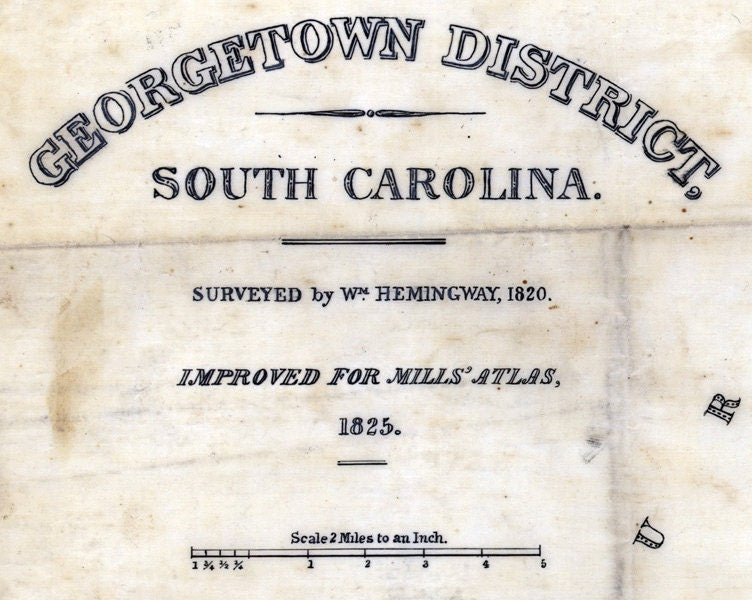 GEORGETOWN DISTRICT,
SOUTH CAROLINA.
SURVEYED by Wᴹ. HEMINGWAY, 1820.
IMPROVED FOR MILLS' ATLAS,
1825.
Scale 2 Miles to an Inch.
1 ¾ ½ ¼ 1 2 3 4 5
R
U